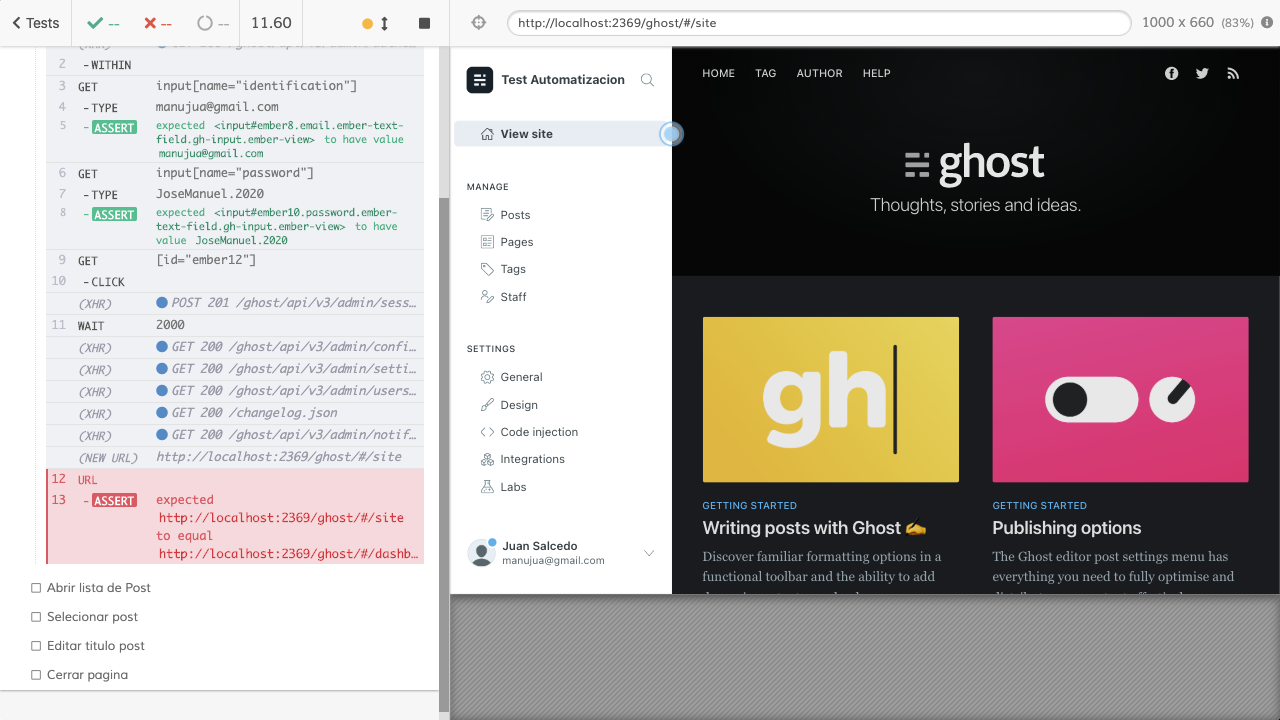 Tests
--
--
--
11.60
http://localhost:2369/ghost/#/site
1000 x 660 (83%)
2 -WITHIN
3 GET input[name="identification"]
4 -TYPE manujua@gmail.com
5 -ASSERT expected <input#ember8.email.ember-text-
field.gh-input.ember-view> to have value
manujua@gmail.com
6 GET input[name="password"]
7 -TYPE JoseManuel.2020
8 -ASSERT expected <input#ember10.password.ember-
text-field.gh-input.ember-view> to have
value JoseManuel.2020
9 GET [id="ember12"]
10 -CLICK
(XHR) POST 201 /ghost/api/v3/admin/sess…
11 WAIT 2000
(XHR) GET 200 /ghost/api/v3/admin/confi…
(XHR) GET 200 /ghost/api/v3/admin/setti…
(XHR) GET 200 /ghost/api/v3/admin/users…
(XHR) GET 200 /changelog.json
(XHR) GET 200 /ghost/api/v3/admin/notif…
(NEW URL) http://localhost:2369/ghost/#/site
12 URL
13 -ASSERT expected
http://localhost:2369/ghost/#/site
to equal
http://localhost:2369/ghost/#/dashb…
Abrir lista de Post
Selecionar post
Editar titulo post
Cerrar pagina
Test Automatizacion
View site
MANAGE
Posts
Pages
Tags
Staff
SETTINGS
General
Design
Code injection
Integrations
Labs
Juan Salcedo
manujua@gmail.com
HOME TAG AUTHOR HELP
ghost
Thoughts, stories and ideas.
gh
GETTING STARTED
Writing posts with Ghost ✍️
Discover familiar formatting options in a
functional toolbar and the ability to add
GETTING STARTED
Publishing options
The Ghost editor post settings menu has
everything you need to fully optimise and